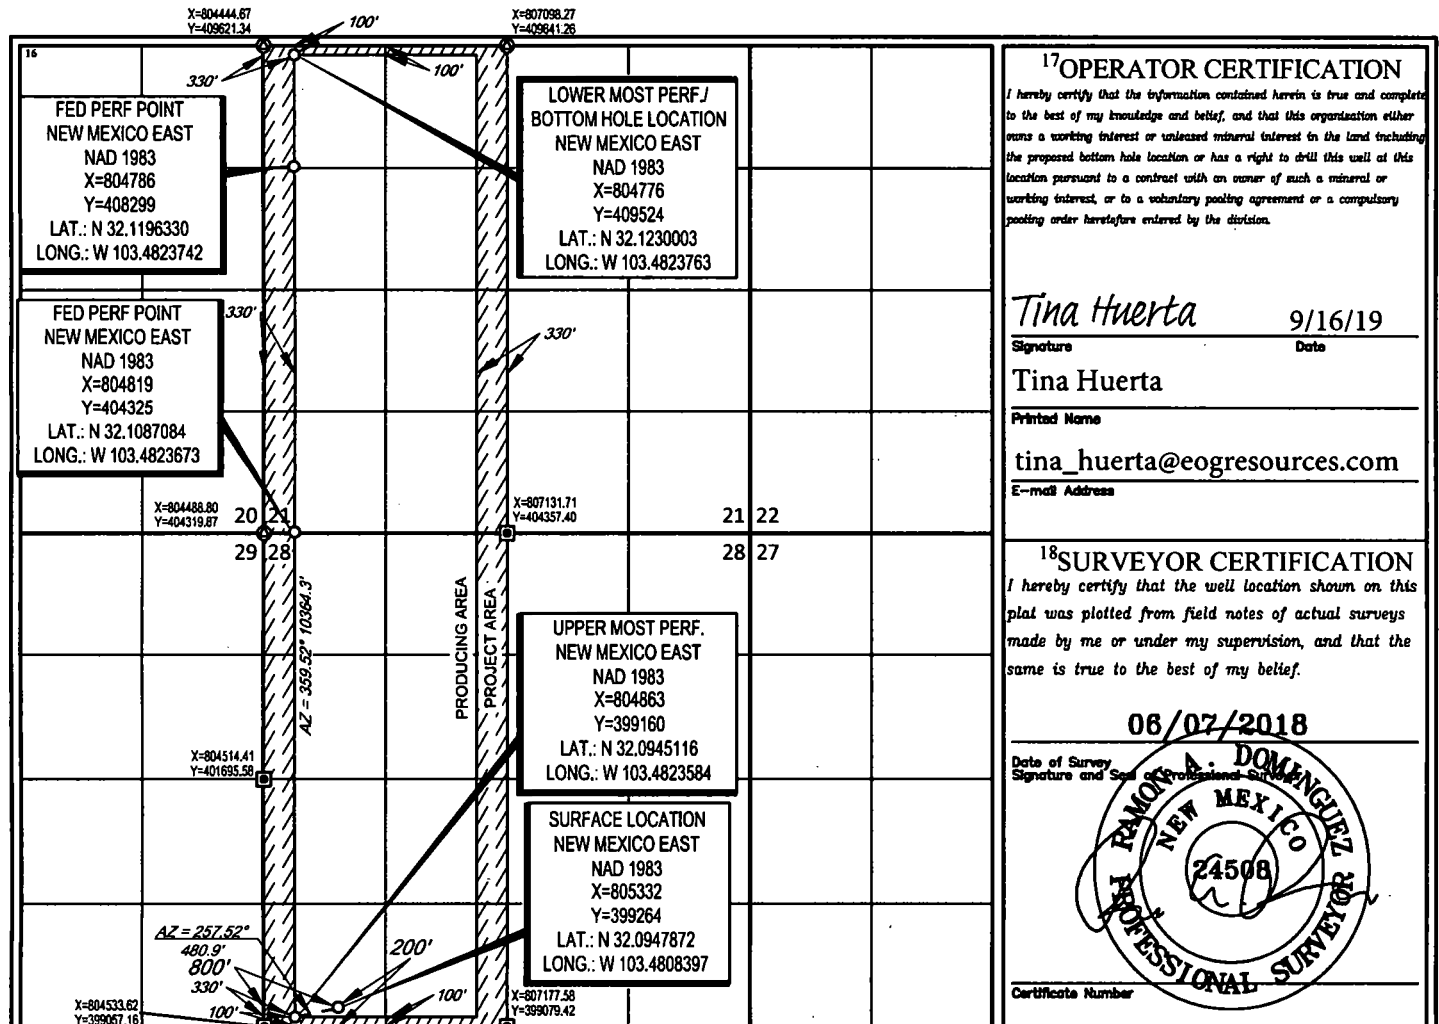 X=804444.67
Y=409621.34
100'
X=807098.27
Y=409641.26
16
330'
100'
FED PERF POINT
NEW MEXICO EAST
NAD 1983
X=804786
Y=408299
LAT.: N 32.1196330
LONG.: W 103.4823742
LOWER MOST PERF./
BOTTOM HOLE LOCATION
NEW MEXICO EAST
NAD 1983
X=804776
Y=409524
LAT.: N 32.1230003
LONG.: W 103.4823763
FED PERF POINT
NEW MEXICO EAST
NAD 1983
X=804819
Y=404325
LAT.: N 32.1087084
LONG.: W 103.4823673
330'
330'
X=804488.80
Y=404319.87
20 21
29 28
X=807131.71
Y=404357.40
21 22
28 27
AZ = 359.52° 10364.3'
PRODUCING AREA
PROJECT AREA
UPPER MOST PERF.
NEW MEXICO EAST
NAD 1983
X=804863
Y=399160
LAT.: N 32.0945116
LONG.: W 103.4823584
X=804514.41
Y=401695.58
SURFACE LOCATION
NEW MEXICO EAST
NAD 1983
X=805332
Y=399264
LAT.: N 32.0947872
LONG.: W 103.4808397
AZ = 257.52°
480.9'
800'
200'
330'
100'
100'
X=804533.62
Y=399057.16
X=807177.58
Y=399079.42
17OPERATOR CERTIFICATION
I hereby certify that the information contained herein is true and complete
to the best of my knowledge and belief, and that this organization either
owns a working interest or unleased mineral interest in the land including
the proposed bottom hole location or has a right to drill this well at this
location pursuant to a contract with an owner of such a mineral or
working interest, or to a voluntary pooling agreement or a compulsory
pooling order heretofore entered by the division.
Tina Huerta 9/16/19
Signature Date
Tina Huerta
Printed Name
tina_huerta@eogresources.com
E-mail Address
18SURVEYOR CERTIFICATION
I hereby certify that the well location shown on this
plat was plotted from field notes of actual surveys
made by me or under my supervision, and that the
same is true to the best of my belief.
06/07/2018
Date of Survey
Signature and Seal of Professional Surveyor
RAMON A. DOMINGUEZ
NEW MEXICO
24508
PROFESSIONAL SURVEYOR
Certificate Number